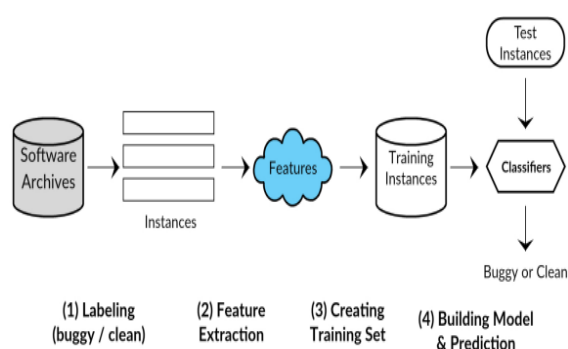 Test
Instances
Software
Archives
Features
Training
Instances
Classifiers
Instances
Buggy or Clean
(1) Labeling
(buggy / clean)
(2) Feature
Extraction
(3) Creating
Training Set
(4) Building Model
& Prediction